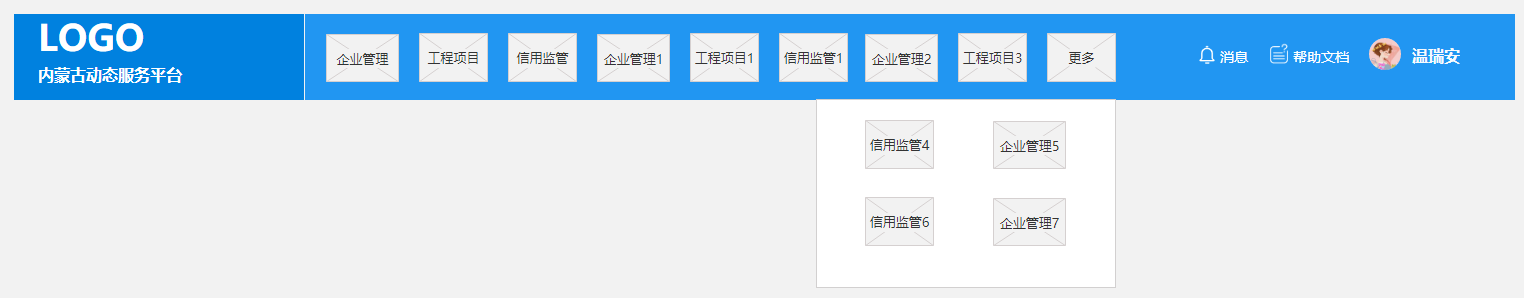 LOGO
内蒙古动态服务平台
企业管理 工程项目 信用监管 企业管理1 工程项目1 信用监管1 企业管理2 工程项目3 更多 消息 帮助文档 温瑞安
信用监管4 企业管理5
信用监管6 企业管理7